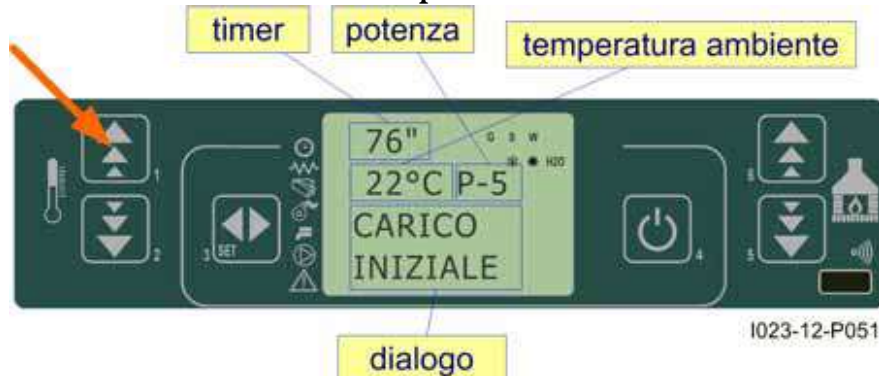 timer
potenza
temperatura ambiente
76"
G S W
H2O
22°C P-5
CARICO
INIZIALE
1
2
3
SET
4
5
I023-12-P051
dialogo